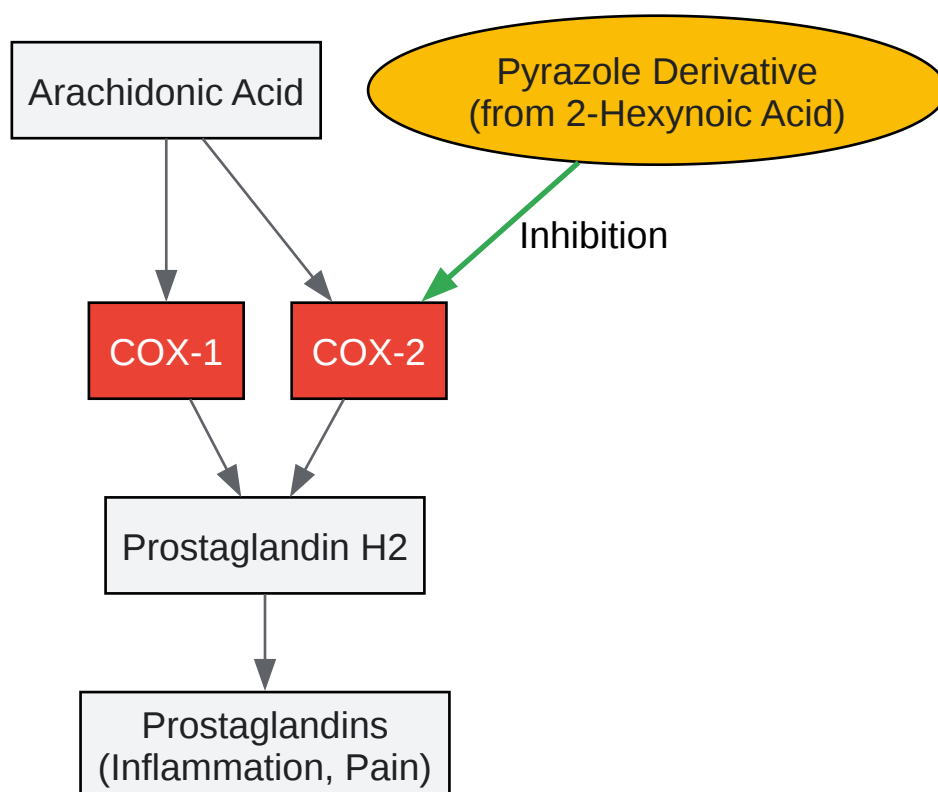 Arachidonic Acid
Pyrazole Derivative
(from 2-Hexynoic Acid)
Inhibition
COX-1
COX-2
Prostaglandin H2
Prostaglandins
(Inflammation, Pain)